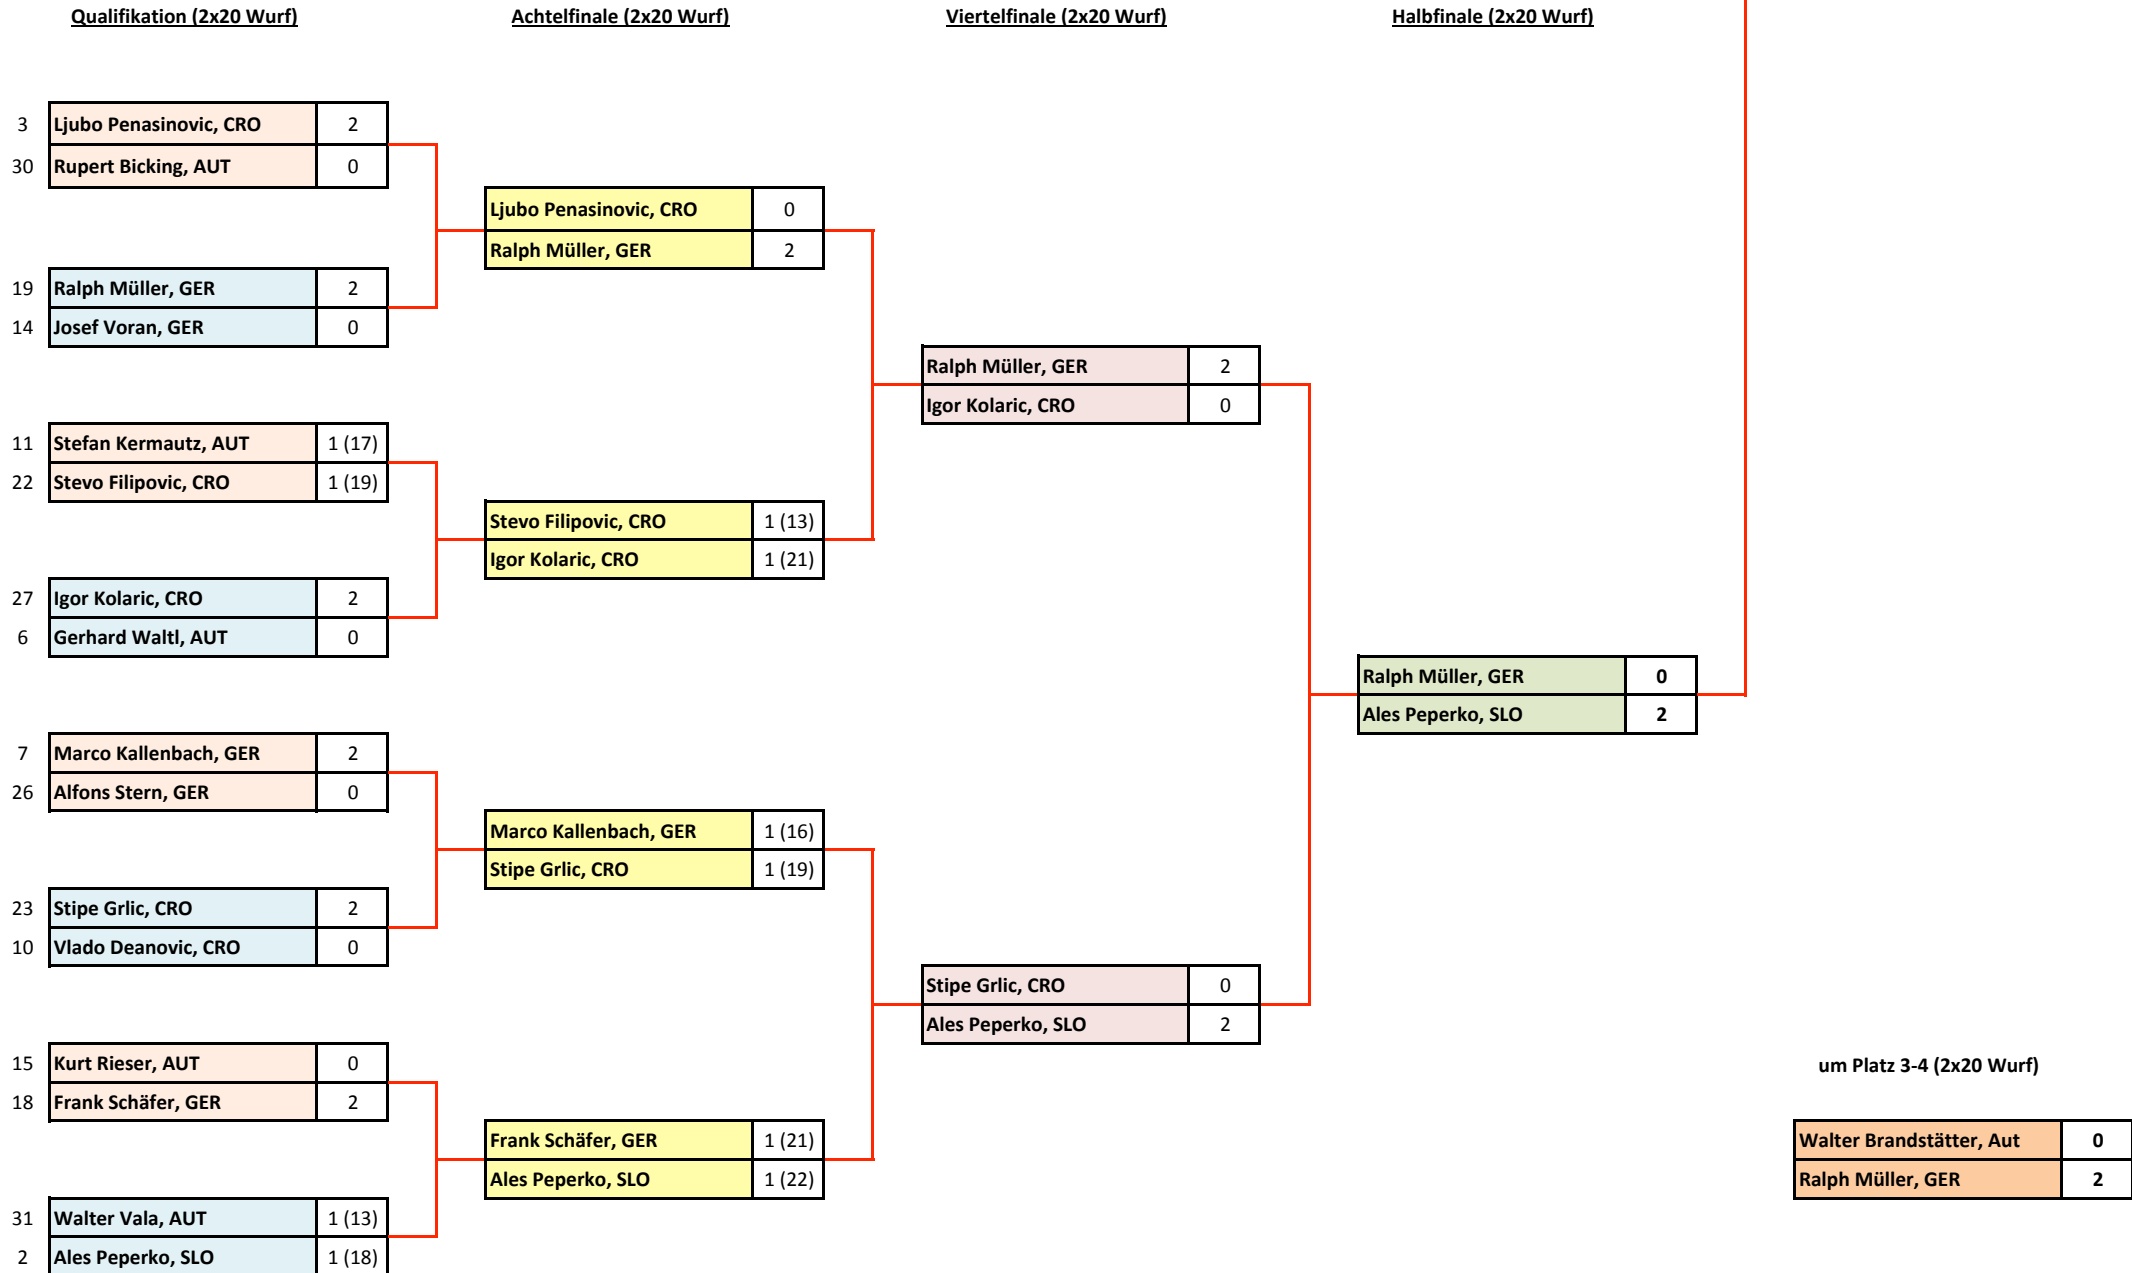 Qualifikation (2x20 Wurf) Achtelfinale (2x20 Wurf) Viertelfinale (2x20 Wurf) Halbfinale (2x20 Wurf)
3 Ljubo Penasinovic, CRO 2
30 Rupert Bicking, AUT 0
Ljubo Penasinovic, CRO 0
Ralph Müller, GER 2
19 Ralph Müller, GER 2
14 Josef Voran, GER 0
Ralph Müller, GER 2
Igor Kolaric, CRO 0
11 Stefan Kermautz, AUT 1 (17)
22 Stevo Filipovic, CRO 1 (19)
Stevo Filipovic, CRO 1 (13)
Igor Kolaric, CRO 1 (21)
27 Igor Kolaric, CRO 2
6 Gerhard Waltl, AUT 0
Ralph Müller, GER 0
Ales Peperko, SLO 2
7 Marco Kallenbach, GER 2
26 Alfons Stern, GER 0
Marco Kallenbach, GER 1 (16)
Stipe Grlic, CRO 1 (19)
23 Stipe Grlic, CRO 2
10 Vlado Deanovic, CRO 0
Stipe Grlic, CRO 0
Ales Peperko, SLO 2
15 Kurt Rieser, AUT 0
um Platz 3-4 (2x20 Wurf)
18 Frank Schäfer, GER 2
Frank Schäfer, GER 1 (21) Walter Brandstätter, Aut 0
Ales Peperko, SLO 1 (22) Ralph Müller, GER 2
31 Walter Vala, AUT 1 (13)
2 Ales Peperko, SLO 1 (18)